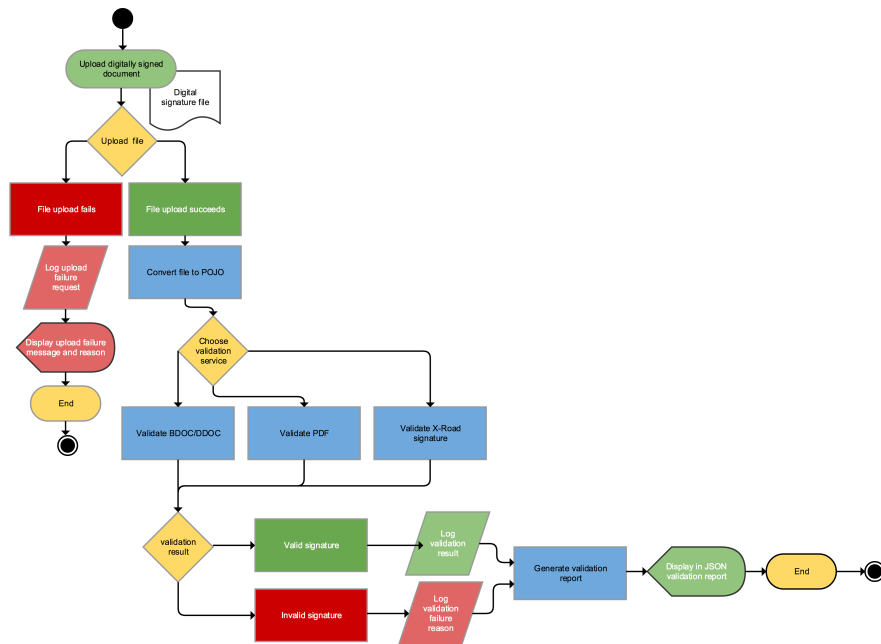 Upload digitally signed
document
Digital
signature file
Upload file
File upload fails
File upload succeeds
Log upload
failure
request
Convert file to POJO
Display upload failure
message and reason
Choose
validation
service
End
Validate BDOC/DDOC
Validate PDF
Validate X-Road
signature
validation
result
Valid signature
Log
validation
result
Generate validation
report
Display in JSON
validation report
End
Invalid signature
Log
validation
failure
reason